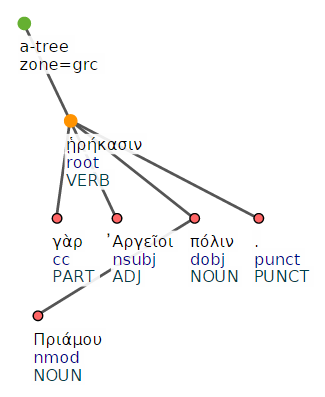 a-tree
zone=grc
ᾑρήκασιν
root
VERB
γὰρ
cc
PART
Ἀργεῖοι
nsubj
ADJ
πόλιν
dobj
NOUN
.
punct
PUNCT
Πριάμου
nmod
NOUN